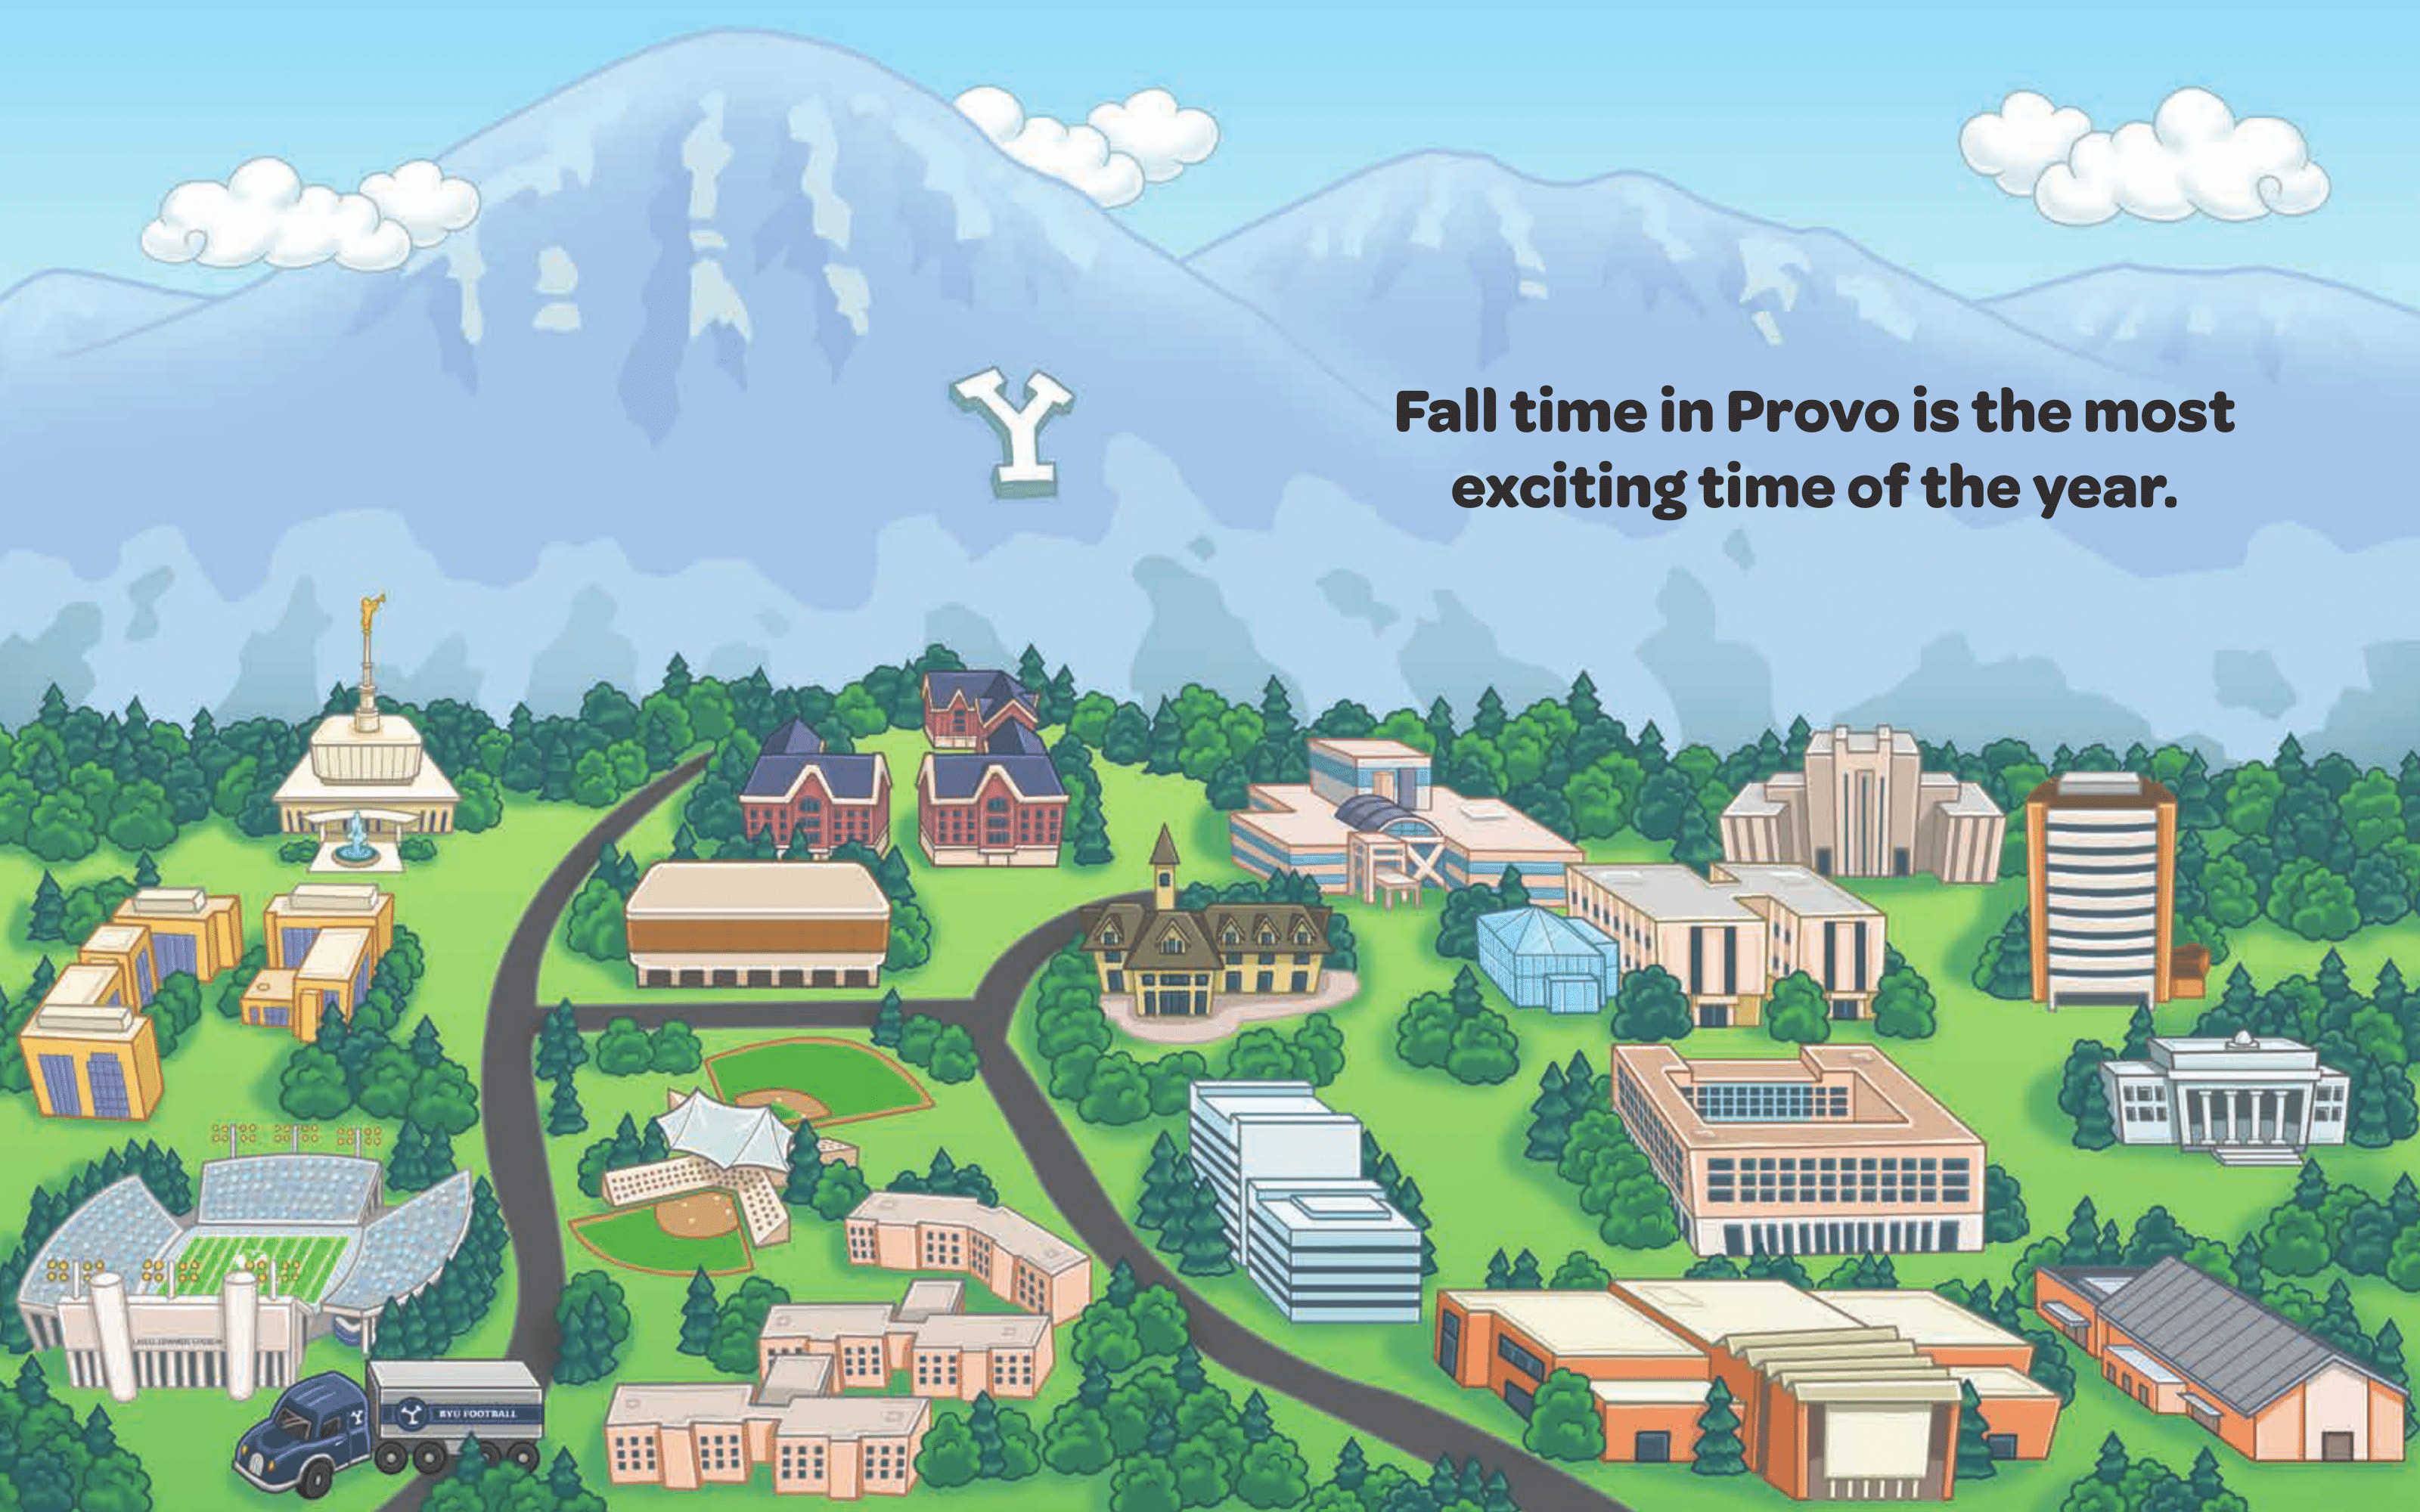 Y
Fall time in Provo is the most
exciting time of the year.
LAVELL EDWARDS STADIUM
Y
Y BYU FOOTBALL